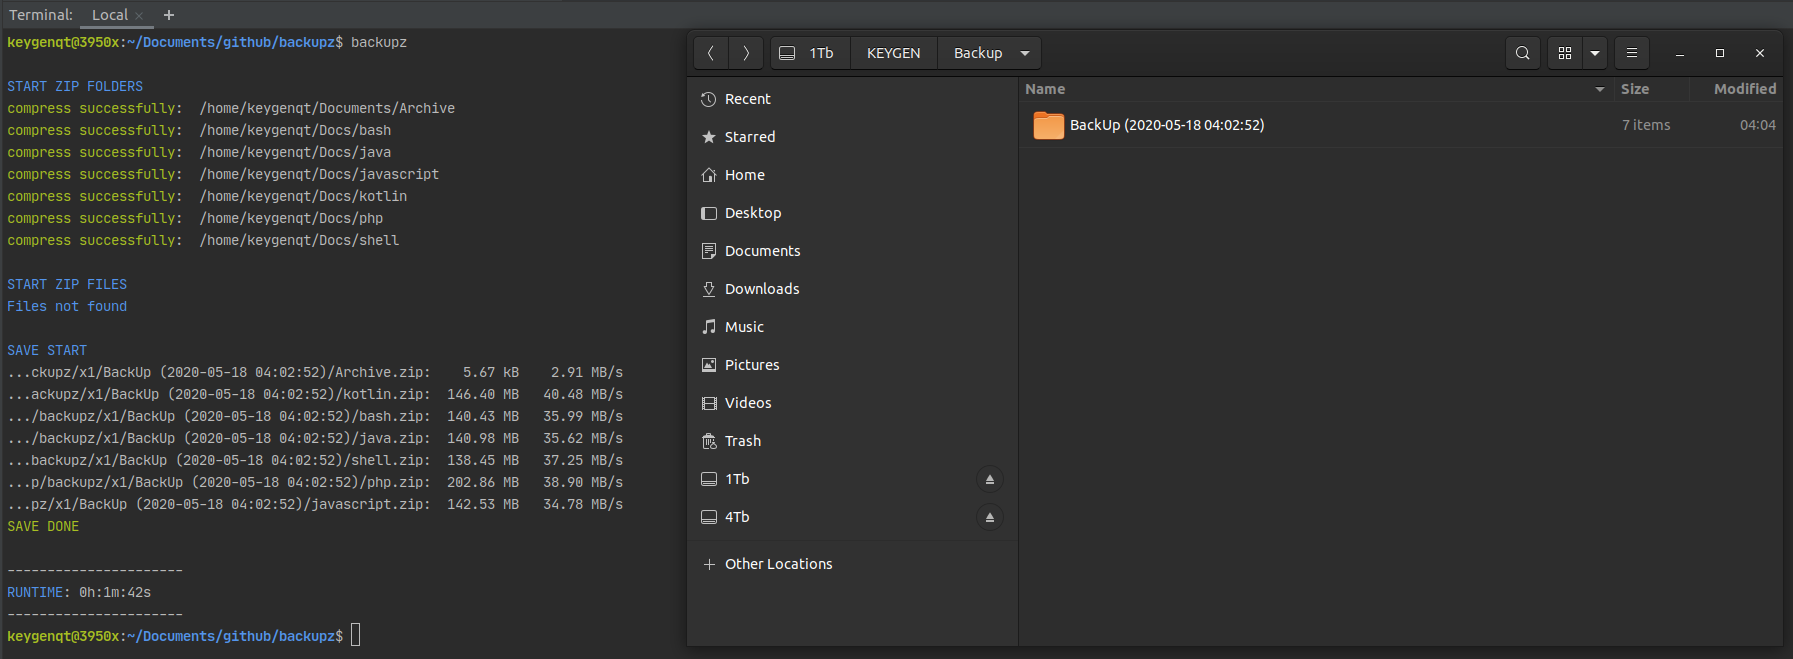 Terminal: Local × +
keygenqt@3950x:~/Documents/github/backupz$ backupz
START ZIP FOLDERS
compress successfully:  /home/keygenqt/Documents/Archive
compress successfully:  /home/keygenqt/Docs/bash
compress successfully:  /home/keygenqt/Docs/java
compress successfully:  /home/keygenqt/Docs/javascript
compress successfully:  /home/keygenqt/Docs/kotlin
compress successfully:  /home/keygenqt/Docs/php
compress successfully:  /home/keygenqt/Docs/shell
START ZIP FILES
Files not found
SAVE START
...ckupz/x1/BackUp (2020-05-18 04:02:52)/Archive.zip:    5.67 kB    2.91 MB/s
...ackupz/x1/BackUp (2020-05-18 04:02:52)/kotlin.zip:  146.40 MB   40.48 MB/s
.../backupz/x1/BackUp (2020-05-18 04:02:52)/bash.zip:  140.43 MB   35.99 MB/s
.../backupz/x1/BackUp (2020-05-18 04:02:52)/java.zip:  140.98 MB   35.62 MB/s
...backupz/x1/BackUp (2020-05-18 04:02:52)/shell.zip:  138.45 MB   37.25 MB/s
...p/backupz/x1/BackUp (2020-05-18 04:02:52)/php.zip:  202.86 MB   38.90 MB/s
...pz/x1/BackUp (2020-05-18 04:02:52)/javascript.zip:  142.53 MB   34.78 MB/s
SAVE DONE
----------------------
RUNTIME: 0h:1m:42s
----------------------
keygenqt@3950x:~/Documents/github/backupz$
1Tb KEYGEN Backup
Recent
Starred
Home
Desktop
Documents
Downloads
Music
Pictures
Videos
Trash
1Tb
4Tb
+ Other Locations
Name Size Modified
BackUp (2020-05-18 04:02:52) 7 items 04:04